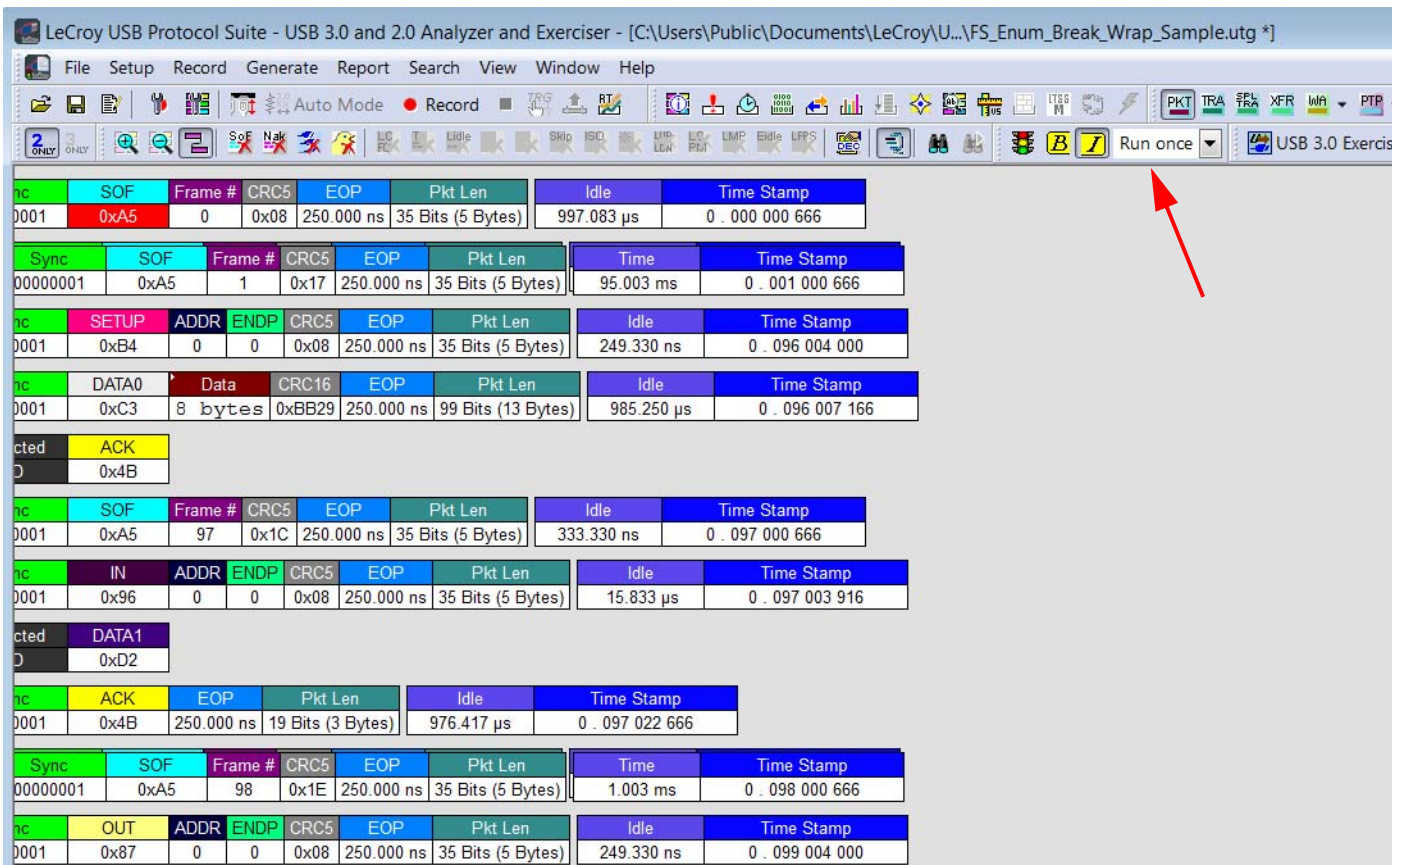 LeCroy USB Protocol Suite - USB 3.0 and 2.0 Analyzer and Exerciser - [C:\Users\Public\Documents\LeCroy\U...\FS_Enum_Break_Wrap_Sample.utg *]
File Setup Record Generate Report Search View Window Help
Auto Mode Record PKT TRA XFR WA PTP
2 ONLY ONLY SoF Nak Lidle Skip ISO LMP Eidle LFPS DEC B I Run once USB 3.0 Exercis
nc SOF Frame # CRC5 EOP Pkt Len Idle Time Stamp
0001 0xA5 0 0x08 250.000 ns 35 Bits (5 Bytes) 997.083 µs 0 . 000 000 666
Sync SOF Frame # CRC5 EOP Pkt Len Time Time Stamp
00000001 0xA5 1 0x17 250.000 ns 35 Bits (5 Bytes) 95.003 ms 0 . 001 000 666
nc SETUP ADDR ENDP CRC5 EOP Pkt Len Idle Time Stamp
0001 0xB4 0 0 0x08 250.000 ns 35 Bits (5 Bytes) 249.330 ns 0 . 096 004 000
nc DATA0 Data CRC16 EOP Pkt Len Idle Time Stamp
0001 0xC3 8 bytes 0xBB29 250.000 ns 99 Bits (13 Bytes) 985.250 µs 0 . 096 007 166
cted ACK
D 0x4B
nc SOF Frame # CRC5 EOP Pkt Len Idle Time Stamp
0001 0xA5 97 0x1C 250.000 ns 35 Bits (5 Bytes) 333.330 ns 0 . 097 000 666
nc IN ADDR ENDP CRC5 EOP Pkt Len Idle Time Stamp
0001 0x96 0 0 0x08 250.000 ns 35 Bits (5 Bytes) 15.833 µs 0 . 097 003 916
cted DATA1
D 0xD2
nc ACK EOP Pkt Len Idle Time Stamp
0001 0x4B 250.000 ns 19 Bits (3 Bytes) 976.417 µs 0 . 097 022 666
Sync SOF Frame # CRC5 EOP Pkt Len Time Time Stamp
00000001 0xA5 98 0x1E 250.000 ns 35 Bits (5 Bytes) 1.003 ms 0 . 098 000 666
nc OUT ADDR ENDP CRC5 EOP Pkt Len Idle Time Stamp
0001 0x87 0 0 0x08 250.000 ns 35 Bits (5 Bytes) 249.330 ns 0 . 099 004 000